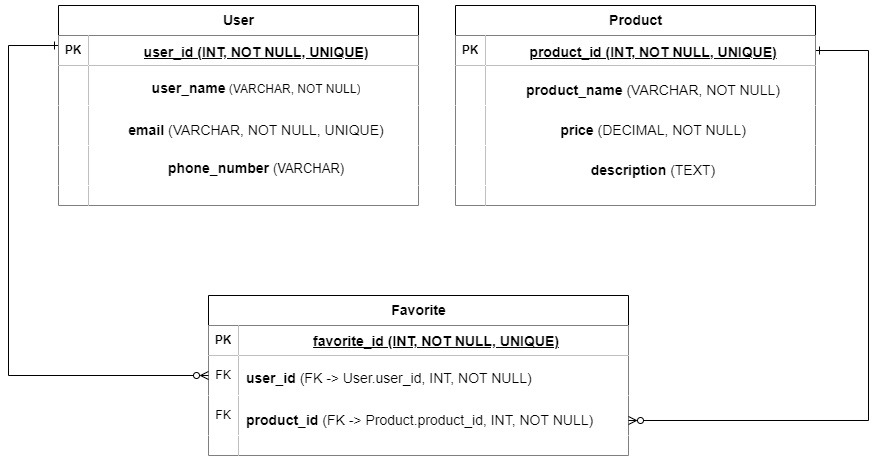 User
PK
user_id (INT, NOT NULL, UNIQUE)
user_name (VARCHAR, NOT NULL)
email (VARCHAR, NOT NULL, UNIQUE)
phone_number (VARCHAR)
Product
PK
product_id (INT, NOT NULL, UNIQUE)
product_name (VARCHAR, NOT NULL)
price (DECIMAL, NOT NULL)
description (TEXT)
Favorite
PK
favorite_id (INT, NOT NULL, UNIQUE)
FK
user_id (FK -> User.user_id, INT, NOT NULL)
FK
product_id (FK -> Product.product_id, INT, NOT NULL)